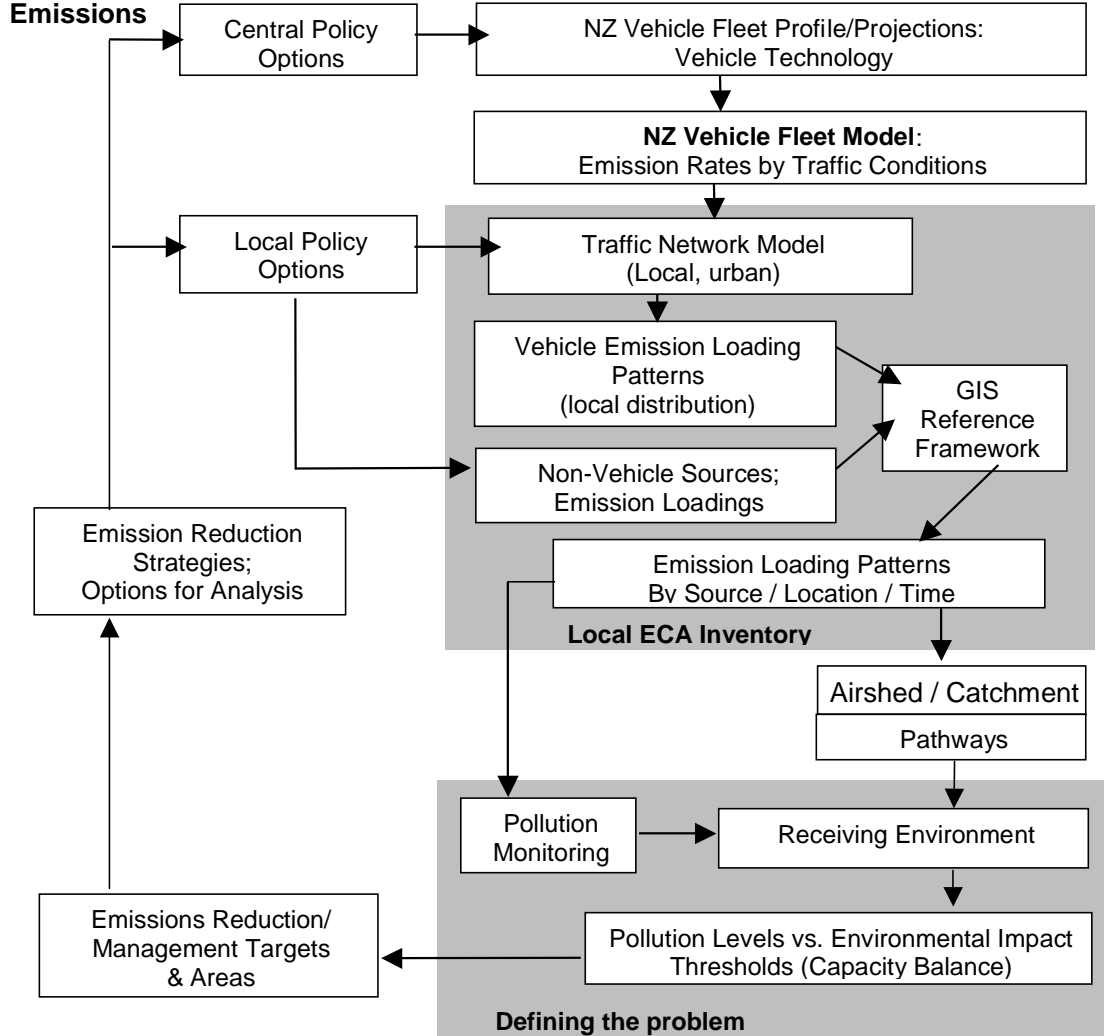 Emissions
Central Policy
Options
NZ Vehicle Fleet Profile/Projections:
Vehicle Technology
NZ Vehicle Fleet Model:
Emission Rates by Traffic Conditions
Local Policy
Options
Traffic Network Model
(Local, urban)
Vehicle Emission Loading
Patterns
(local distribution)
GIS
Reference
Framework
Non-Vehicle Sources;
Emission Loadings
Emission Reduction
Strategies;
Options for Analysis
Emission Loading Patterns
By Source / Location / Time
Local ECA Inventory
Airshed / Catchment
Pathways
Pollution
Monitoring
Receiving Environment
Emissions Reduction/
Management Targets
& Areas
Pollution Levels vs. Environmental Impact
Thresholds (Capacity Balance)
Defining the problem